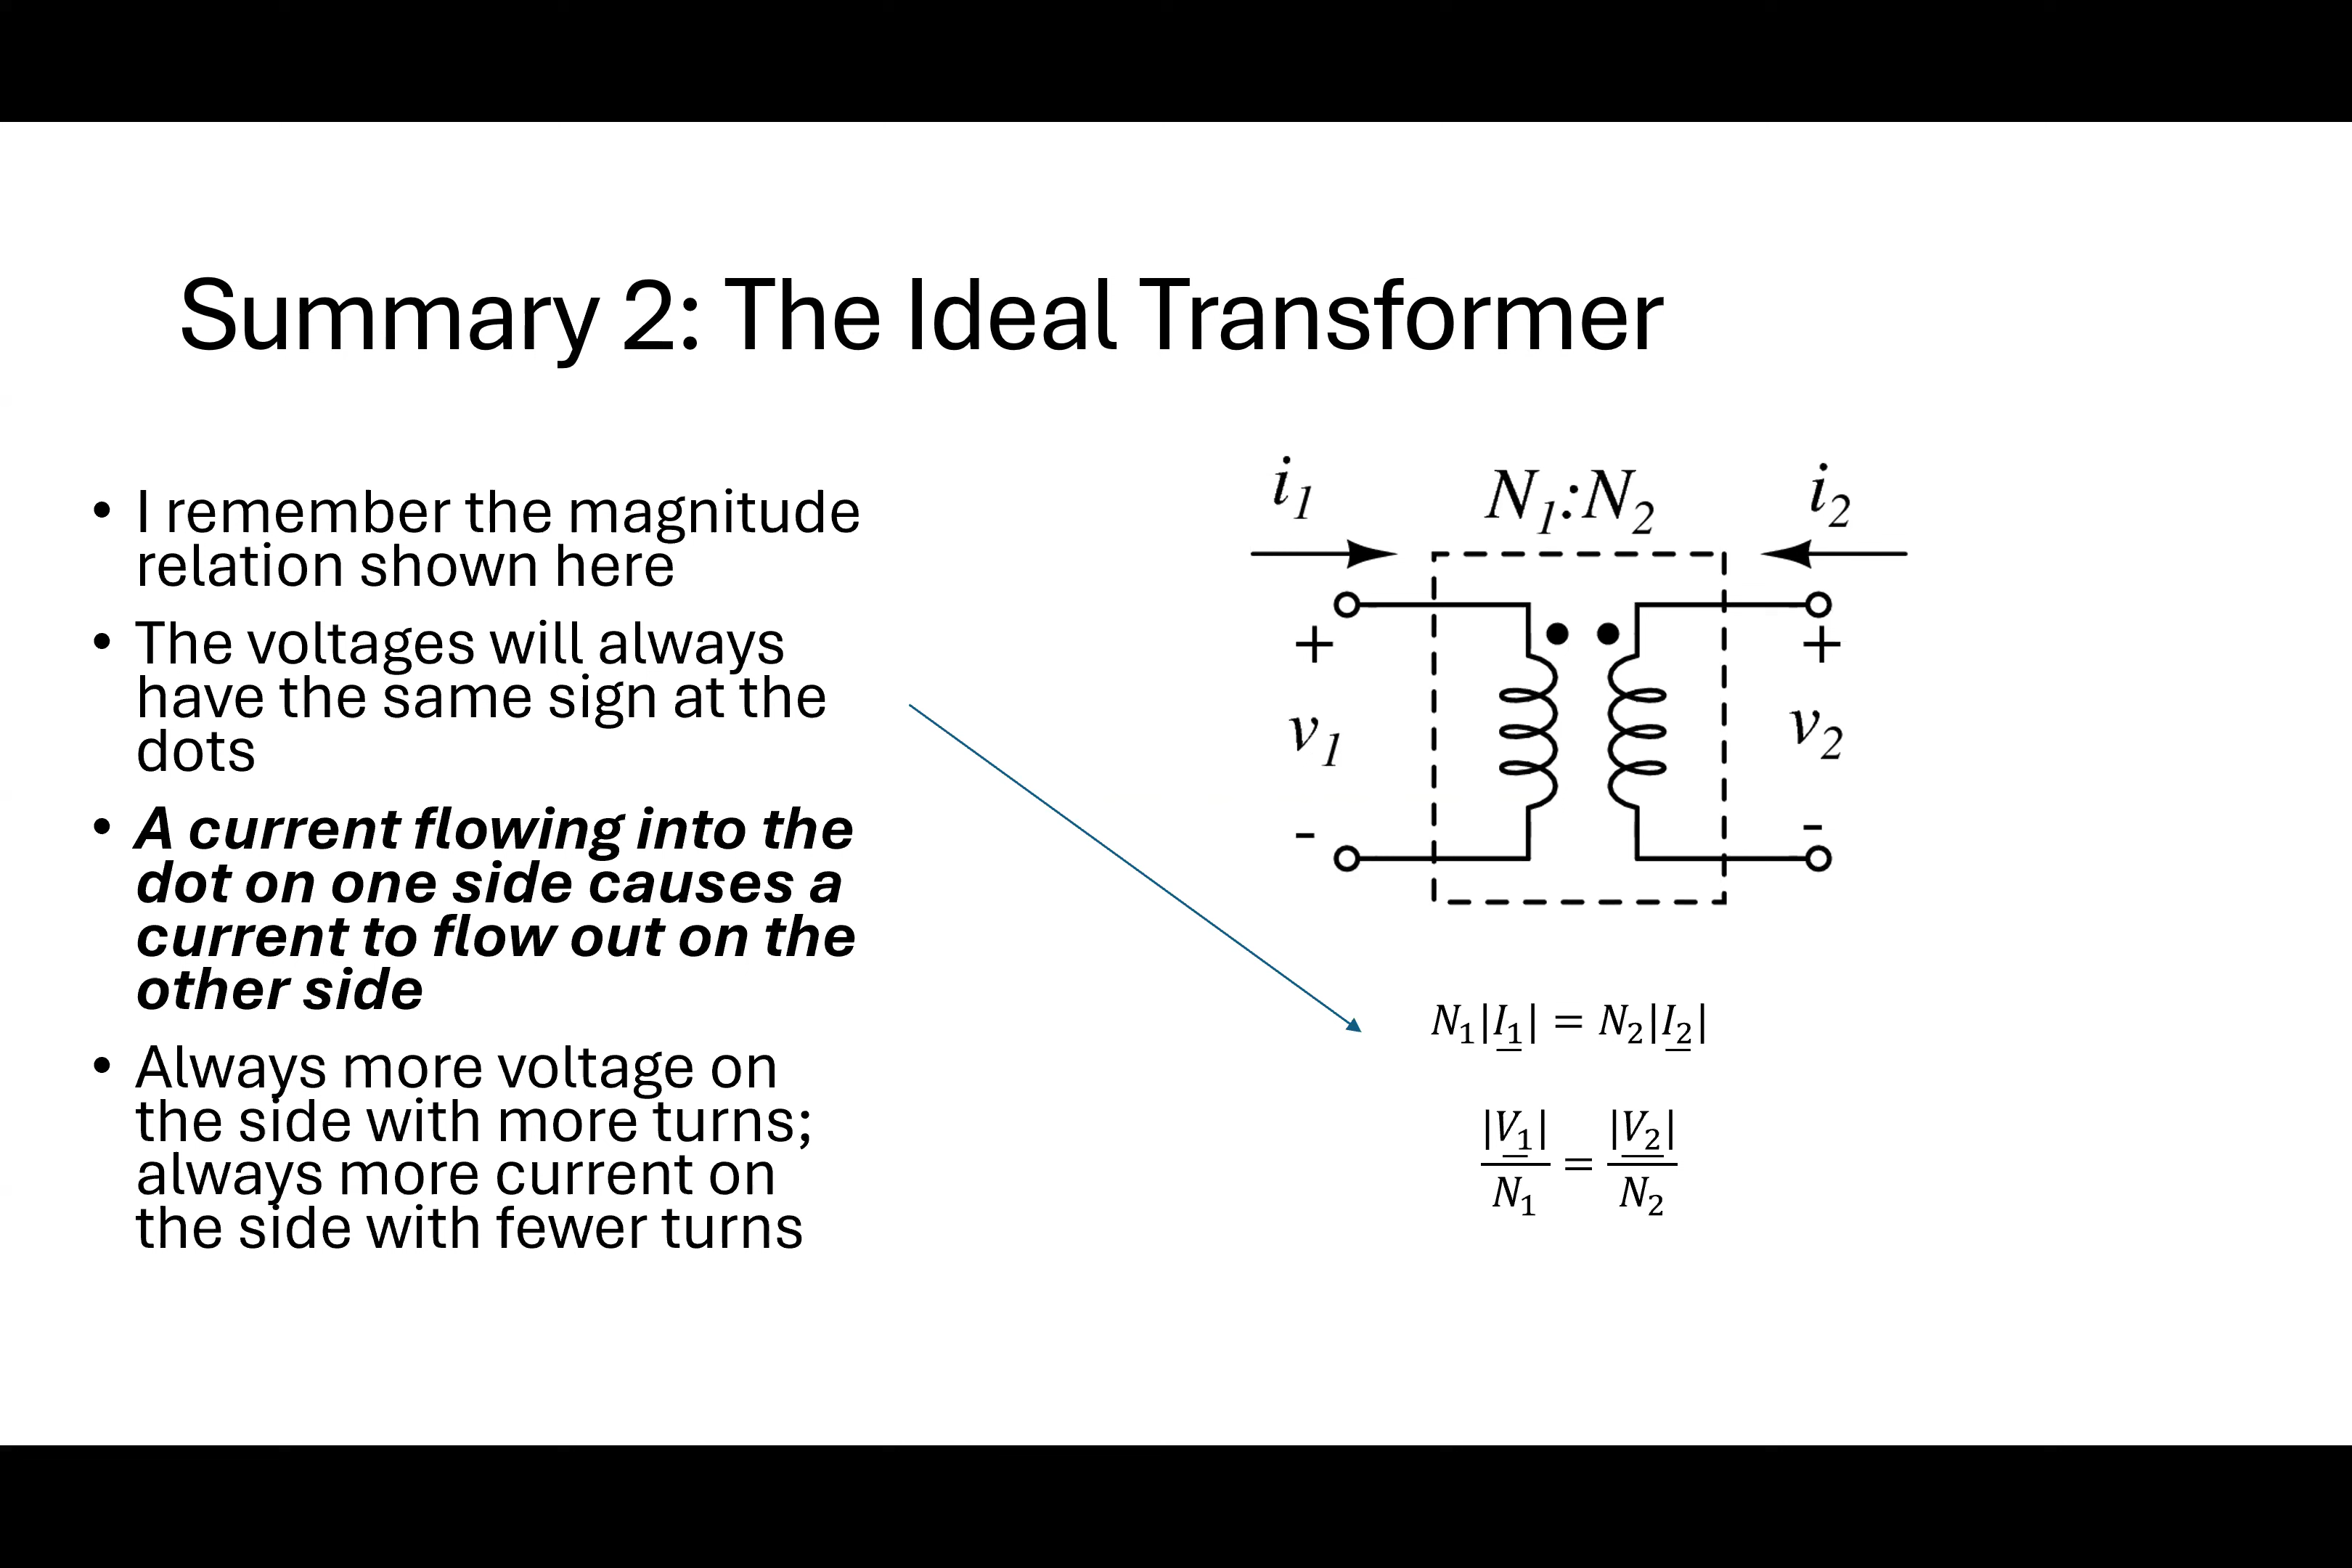 Summary 2: The Ideal Transformer
• I remember the magnitude
relation shown here
• The voltages will always
have the same sign at the
dots
• A current flowing into the
dot on one side causes a
current to flow out on the
other side
• Always more voltage on
the side with more turns;
always more current on
the side with fewer turns
i₁ N₁:N₂ i₂
+ +
v₁ v₂
- -
N₁|I₁| = N₂|I₂|
|V₁|/N₁ = |V₂|/N₂